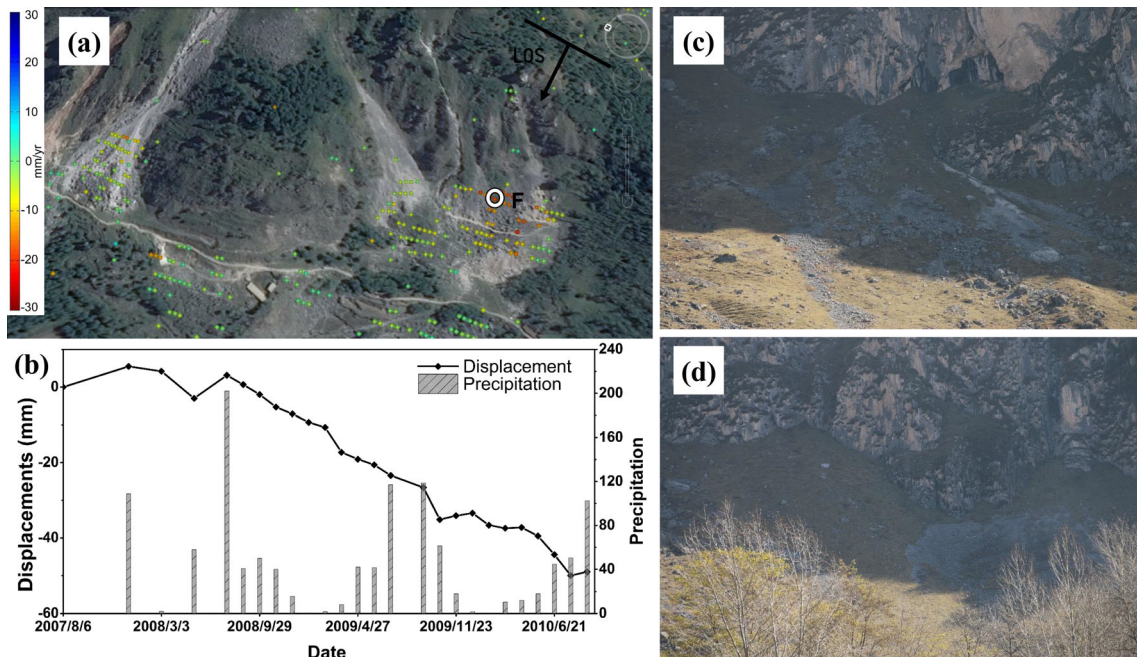 (a)
30
20
10
0
-10
-20
-30
mm/yr
LOS
F
(b)
Displacement
Precipitation
0
-20
-40
-60
Displacements (mm)
240
200
160
120
80
40
0
Precipitation
2007/8/6 2008/3/3 2008/9/29 2009/4/27 2009/11/23 2010/6/21
Date
(c)
(d)